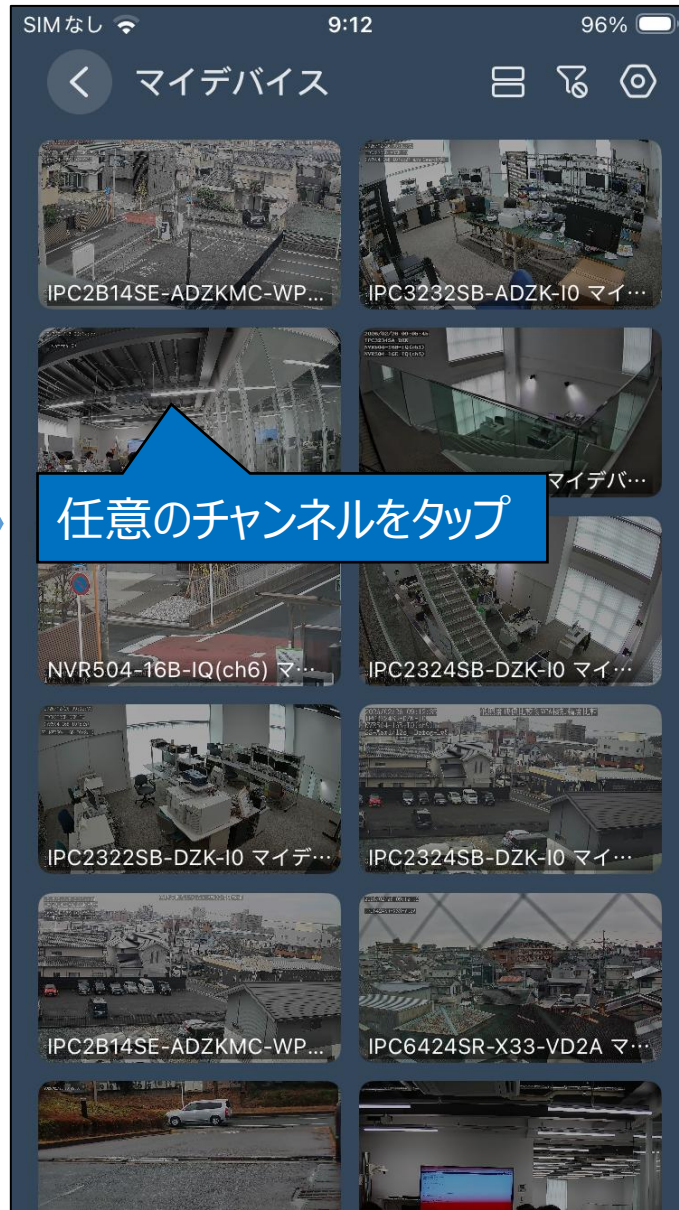 SIMなし 9:12 96%
マイデバイス
IPC2B14SE-ADZKMC-WP...
IPC3232SB-ADZK-I0 マイ…
マイデバ…
任意のチャンネルをタップ
NVR504-16B-IQ(ch6) マ…
IPC2324SB-DZK-I0 マイ…
IPC2322SB-DZK-I0 マイデ…
IPC2324SB-DZK-I0 マイ…
IPC2B14SE-ADZKMC-WP...
IPC6424SR-X33-VD2A マ…